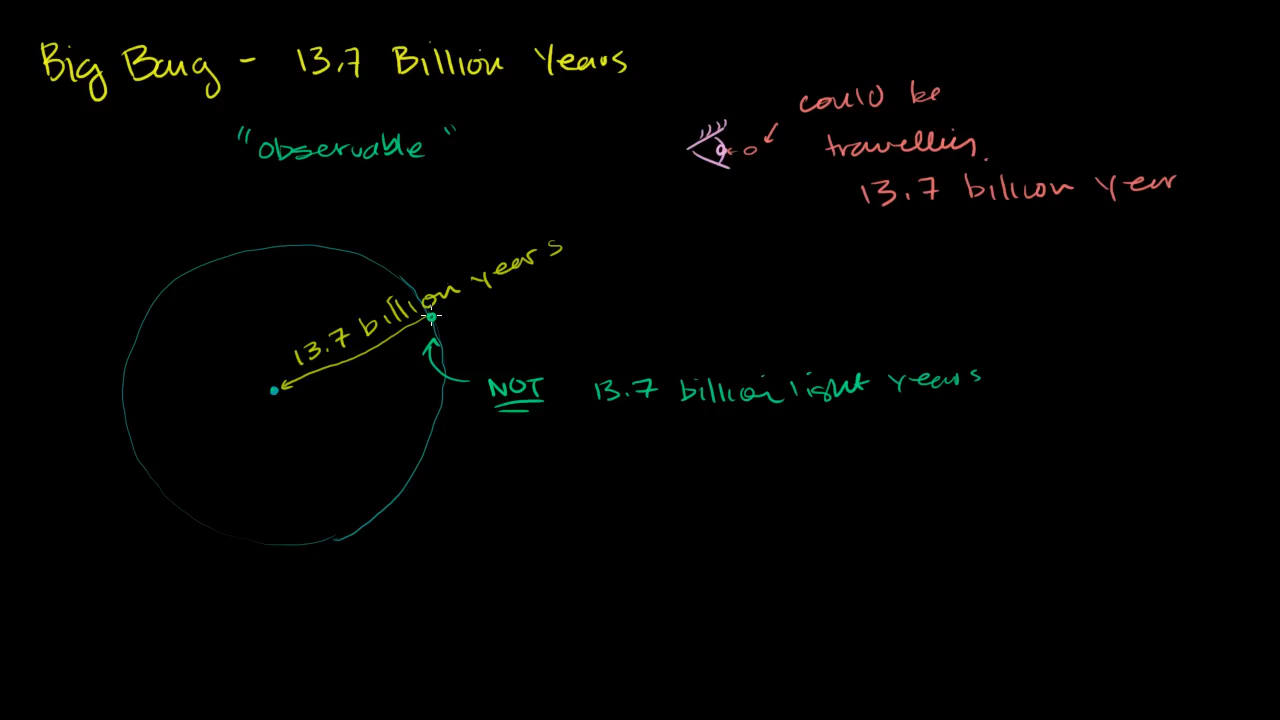 Big Bang - 13.7 Billion Years
"observable"
could be
travelling
13.7 billion year
13.7 billion years
NOT 13.7 billion light years